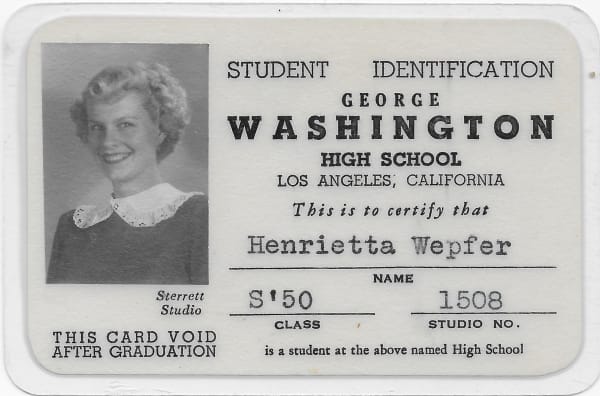 STUDENT IDENTIFICATION
GEORGE
WASHINGTON
HIGH SCHOOL
LOS ANGELES, CALIFORNIA
This is to certify that
Henrietta Wepfer
NAME
S'50 1508
CLASS STUDIO NO.
is a student at the above named High School
Sterrett
Studio
THIS CARD VOID
AFTER GRADUATION